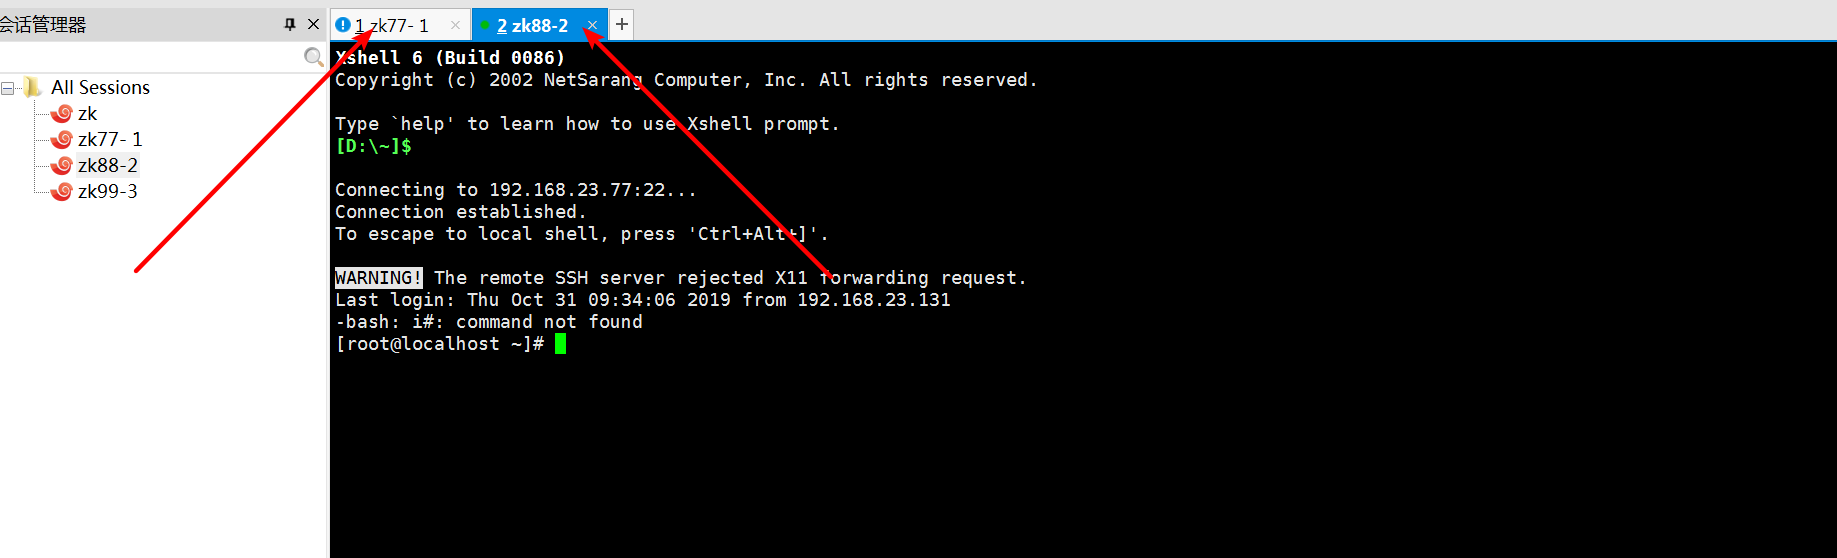 会话管理器
All Sessions
zk
zk77- 1
zk88-2
zk99-3
1 zk77- 1
2 zk88-2
Xshell 6 (Build 0086)
Copyright (c) 2002 NetSarang Computer, Inc. All rights reserved.
Type `help' to learn how to use Xshell prompt.
[D:\~]$
Connecting to 192.168.23.77:22...
Connection established.
To escape to local shell, press 'Ctrl+Alt+]'.
WARNING! The remote SSH server rejected X11 forwarding request.
Last login: Thu Oct 31 09:34:06 2019 from 192.168.23.131
-bash: i#: command not found
[root@localhost ~]#